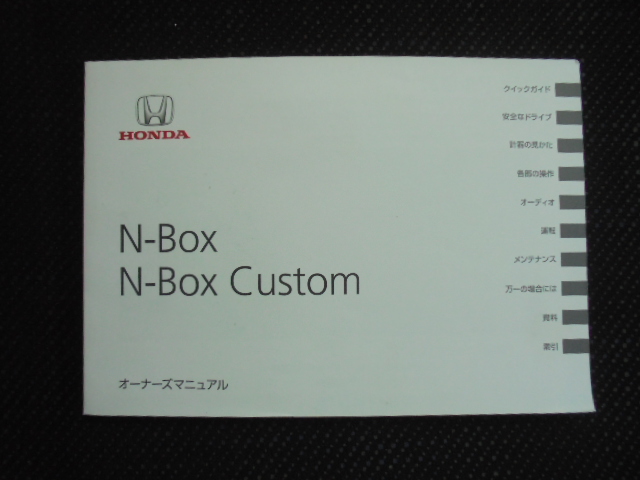 HONDA
N-Box
N-Box Custom
オーナーズマニュアル
クイックガイド
安全なドライブ
計器の見かた
各部の操作
オーディオ
運転
メンテナンス
万一の場合には
資料
索引